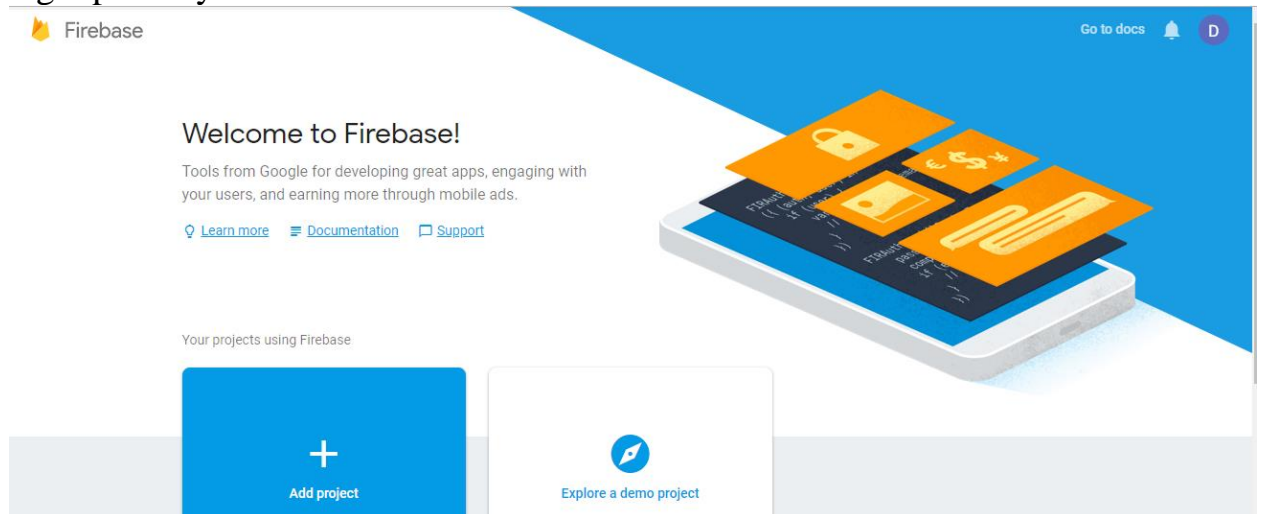 Firebase
Go to docs
D
Welcome to Firebase!
Tools from Google for developing great apps, engaging with
your users, and earning more through mobile ads.
Learn more Documentation Support
€ $ ¥
Your projects using Firebase
+
Add project
Explore a demo project